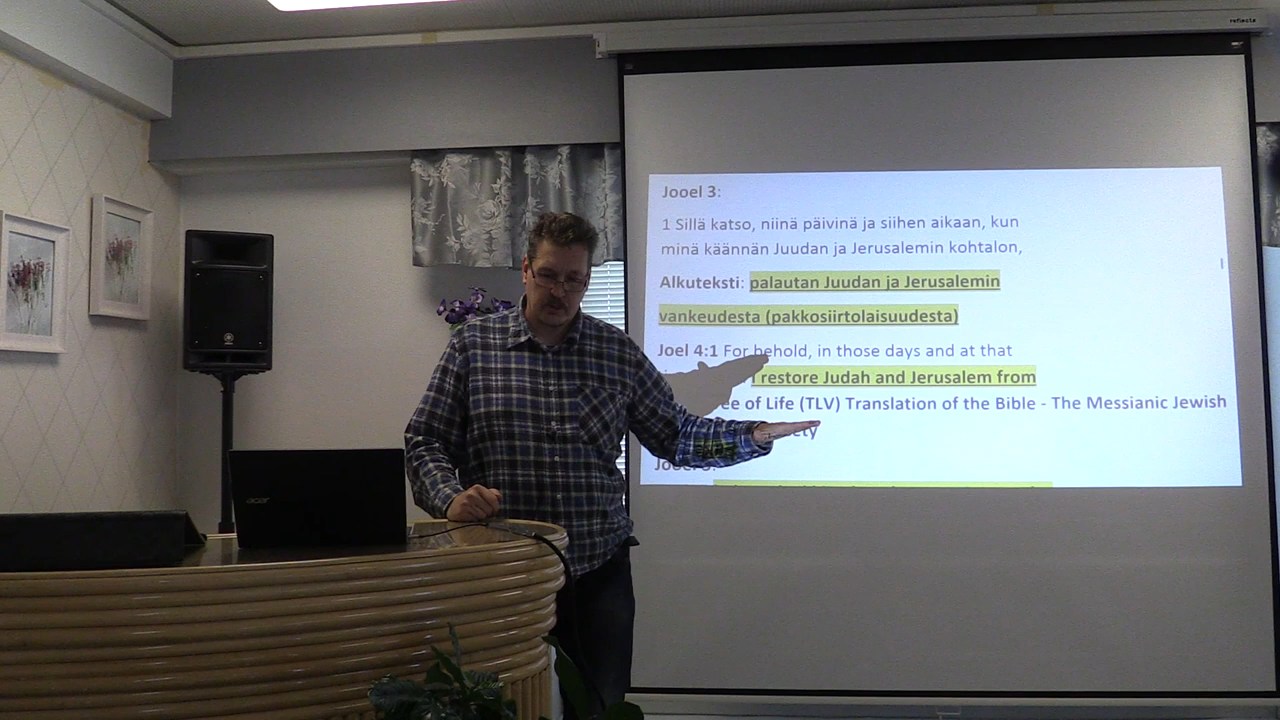 reflecta
Jooel 3:
1 Sillä katso, niinä päivinä ja siihen aikaan, kun
minä käännän Juudan ja Jerusalemin kohtalon,
Alkuteksti: palautan Juudan ja Jerusalemin
vankeudesta (pakkosiirtolaisuudesta)
Joel 4:1 For behold, in those days and at that
I restore Judah and Jerusalem from
of Life (TLV) Translation of the Bible - The Messianic Jewish
acer